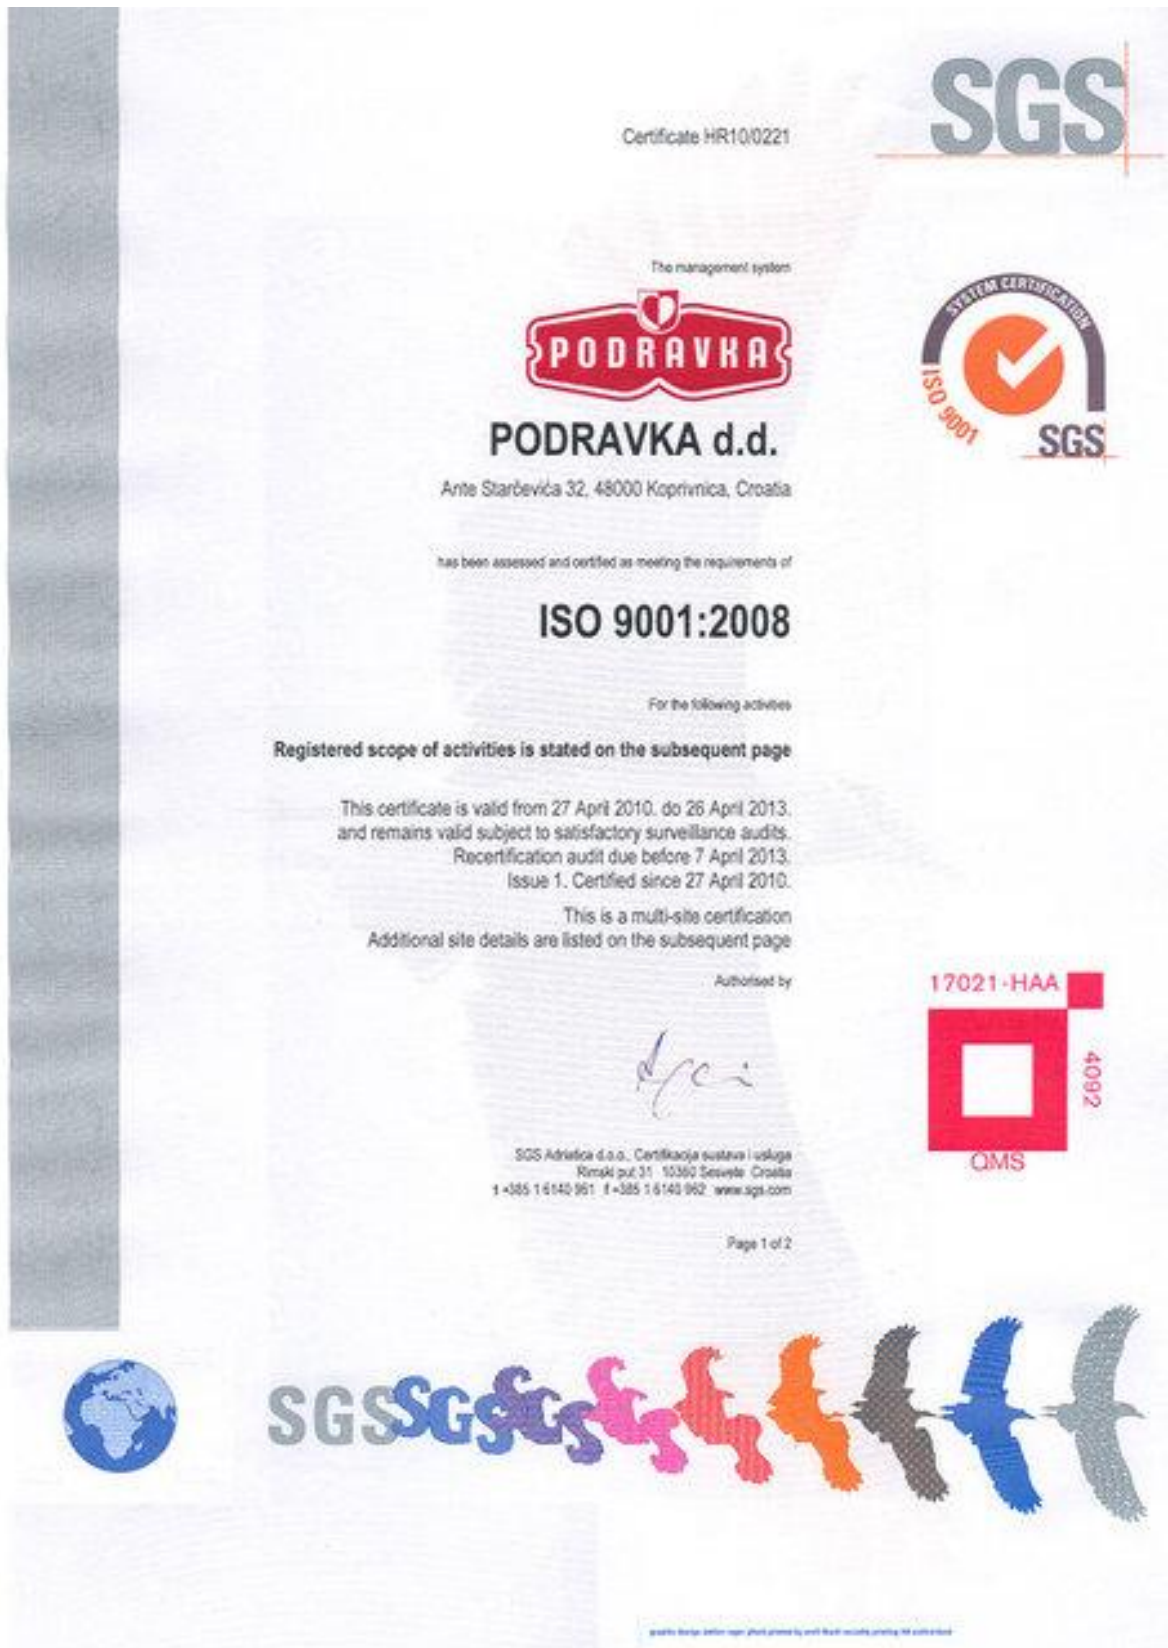 SGS
Certificate HR10/0221
The management system
PODRAVKA
PODRAVKA d.d.
Ante Starčevića 32, 48000 Koprivnica, Croatia
has been assessed and certified as meeting the requirements of
ISO 9001:2008
SYSTEM CERTIFICATION
ISO 9001
SGS
For the following activities
Registered scope of activities is stated on the subsequent page
This certificate is valid from 27 April 2010. do 26 April 2013.
and remains valid subject to satisfactory surveillance audits.
Recertification audit due before 7 April 2013.
Issue 1. Certified since 27 April 2010.
This is a multi-site certification
Additional site details are listed on the subsequent page
Authorised by
17021-HAA
4092
QMS
SGS Adriatica d.o.o., Certifikacija sustava i usluga
Rimski put 31 10360 Sesvete Croatia
t +385 1 6140 961 f +385 1 6140 962 www.sgs.com
Page 1 of 2
SGS SGS SGS